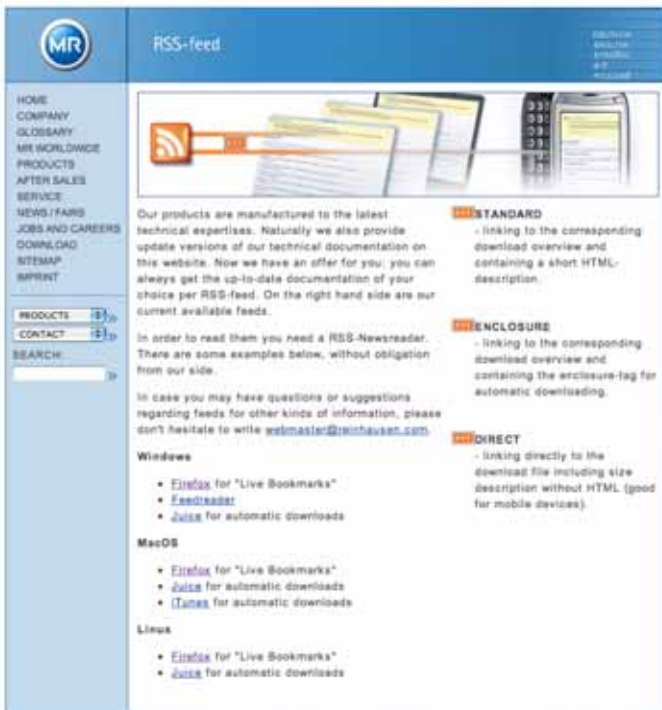 MR
RSS-feed
DEUTSCH
ENGLISH
ESPAÑOL
HOME
COMPANY
GLOSSARY
MR WORLDWIDE
PRODUCTS
AFTER SALES
SERVICE
NEWS / FAIRS
JOBS AND CAREERS
DOWNLOAD
SITEMAP
IMPRINT
PRODUCTS
CONTACT
SEARCH:
Our products are manufactured to the latest
technical expertises. Naturally we also provide
update versions of our technical documentation on
this website. Now we have an offer for you: you can
always get the up-to-date documentation of your
choice per RSS-feed. On the right hand side are our
current available feeds.
In order to read them you need a RSS-Newsreader.
There are some examples below, without obligation
from our side.
In case you may have questions or suggestions
regarding feeds for other kinds of information, please
don't hesitate to write webmaster@reinhausen.com.
Windows
• Firefox for "Live Bookmarks"
• Feedreader
• Juice for automatic downloads
MacOS
• Firefox for "Live Bookmarks"
• Juice for automatic downloads
• iTunes for automatic downloads
Linux
• Firefox for "Live Bookmarks"
• Juice for automatic downloads
STANDARD
- linking to the corresponding
download overview and
containing a short HTML-
description.
ENCLOSURE
- linking to the corresponding
download overview and
containing the enclosure-tag for
automatic downloading.
DIRECT
- linking directly to the
download file including size
description without HTML (good
for mobile devices).